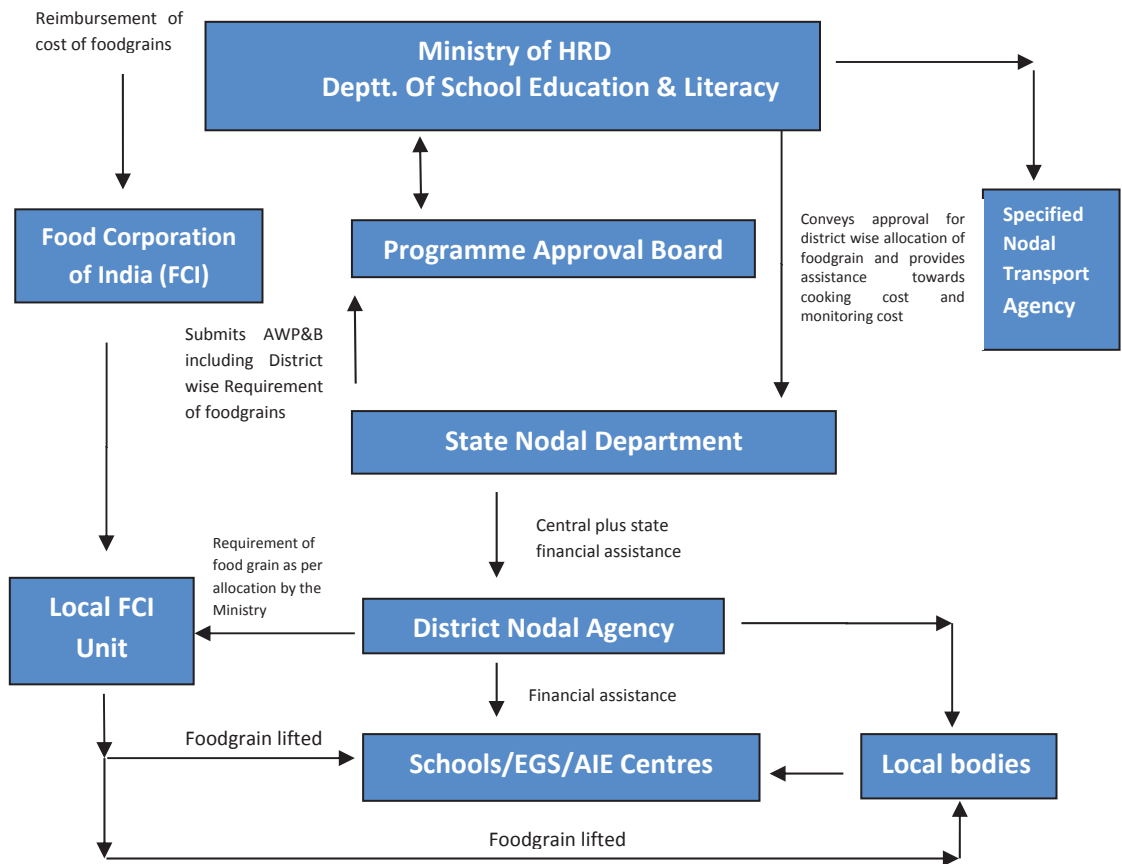 Reimbursement of
cost of foodgrains
Ministry of HRD
Deptt. Of School Education & Literacy
Food Corporation
of India (FCI)
Programme Approval Board
Conveys approval for
district wise allocation of
foodgrain and provides
assistance towards
cooking cost and
monitoring cost
Specified
Nodal
Transport
Agency
Submits AWP&B
including District
wise Requirement
of foodgrains
State Nodal Department
Central plus state
financial assistance
Requirement of
food grain as per
allocation by the
Ministry
Local FCI
Unit
District Nodal Agency
Financial assistance
Foodgrain lifted
Schools/EGS/AIE Centres
Local bodies
Foodgrain lifted